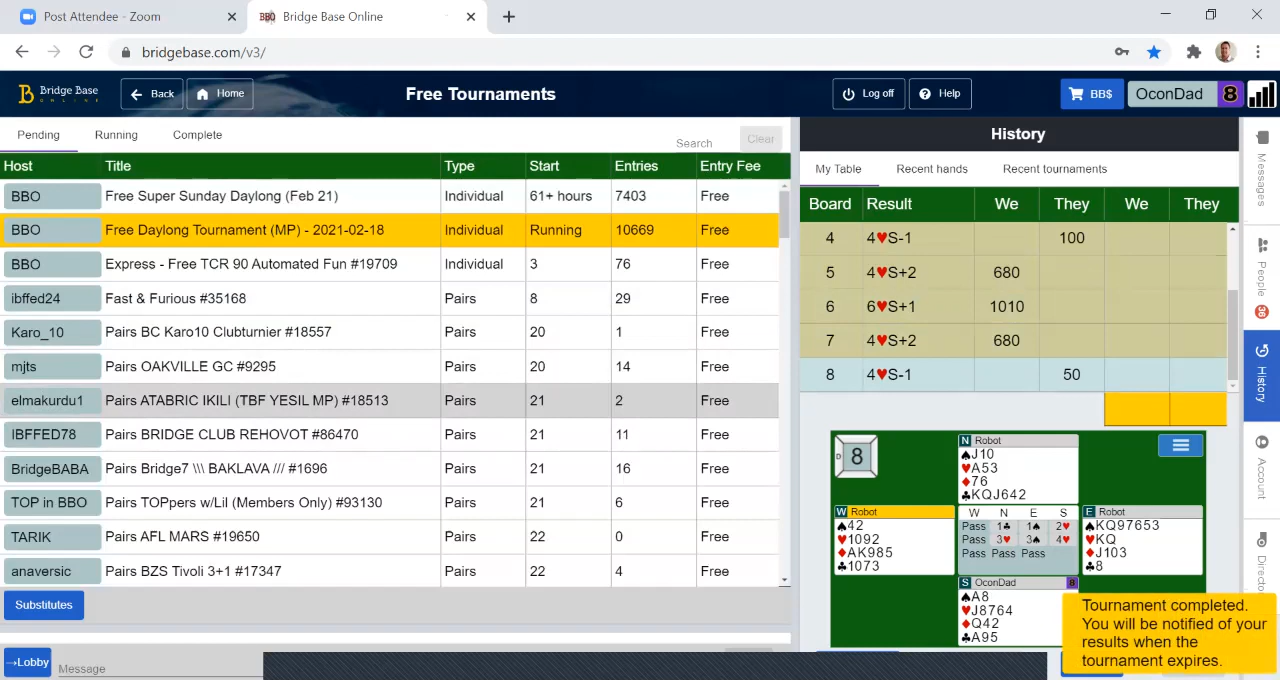 Post Attendee - Zoom
BBO Bridge Base Online
bridgebase.com/v3/
Bridge Base ONLINE
Back
Home
Free Tournaments
Log off
Help
BB$
OconDad 8
Pending Running Complete
Search
Clear
Host Title Type Start Entries Entry Fee
BBO Free Super Sunday Daylong (Feb 21) Individual 61+ hours 7403 Free
BBO Free Daylong Tournament (MP) - 2021-02-18 Individual Running 10669 Free
BBO Express - Free TCR 90 Automated Fun #19709 Individual 3 76 Free
ibffed24 Fast & Furious #35168 Pairs 8 29 Free
Karo_10 Pairs BC Karo10 Clubturnier #18557 Pairs 20 1 Free
mjts Pairs OAKVILLE GC #9295 Pairs 20 14 Free
elmakurdu1 Pairs ATABRIC IKILI (TBF YESIL MP) #18513 Pairs 21 2 Free
IBFFED78 Pairs BRIDGE CLUB REHOVOT #86470 Pairs 21 11 Free
BridgeBABA Pairs Bridge7 \\\ BAKLAVA /// #1696 Pairs 21 16 Free
TOP in BBO Pairs TOPpers w/Lil (Members Only) #93130 Pairs 21 6 Free
TARIK Pairs AFL MARS #19650 Pairs 22 0 Free
anaversic Pairs BZS Tivoli 3+1 #17347 Pairs 22 4 Free
Substitutes
→Lobby
Message
History
My Table Recent hands Recent tournaments
Board Result We They We They
4 4♥S-1 100
5 4♥S+2 680
6 6♥S+1 1010
7 4♥S+2 680
8 4♥S-1 50
D 8
N Robot
♠J10
♥A53
♦76
♣KQJ642
W Robot
♠42
♥1092
♦AK985
♣1073
W N E S
Pass 1♣ 1♠ 2♥
Pass 3♥ 3♠ 4♥
Pass Pass Pass
E Robot
♠KQ97653
♥KQ
♦J103
♣8
S OconDad 8
♠A8
♥J8764
♦Q42
♣A95
Tournament completed.
You will be notified of your
results when the
tournament expires.
Messages
People
36
History
Account